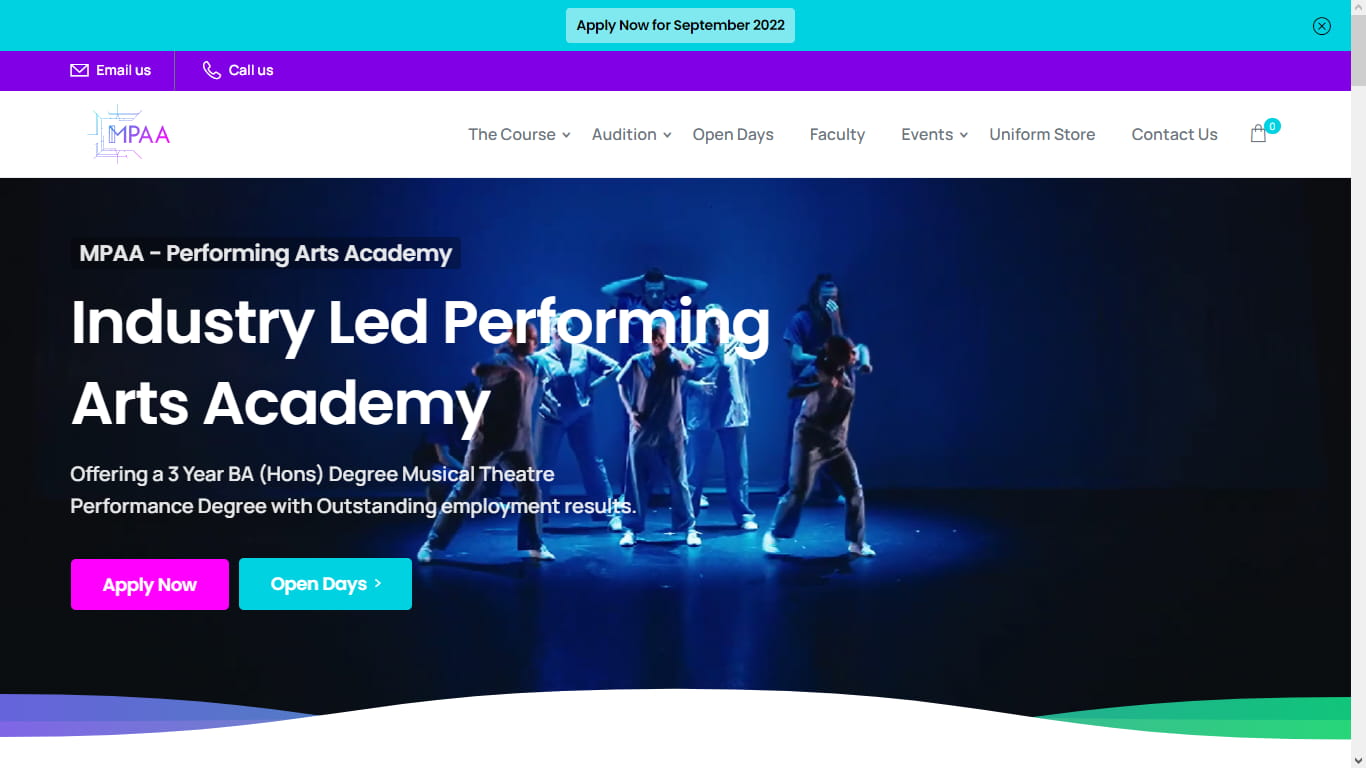 Apply Now for September 2022
Email us
Call us
MPAA
The Course
Audition
Open Days
Faculty
Events
Uniform Store
Contact Us
0
MPAA – Performing Arts Academy
Industry Led Performing
Arts Academy
Offering a 3 Year BA (Hons) Degree Musical Theatre
Performance Degree with Outstanding employment results.
Apply Now
Open Days